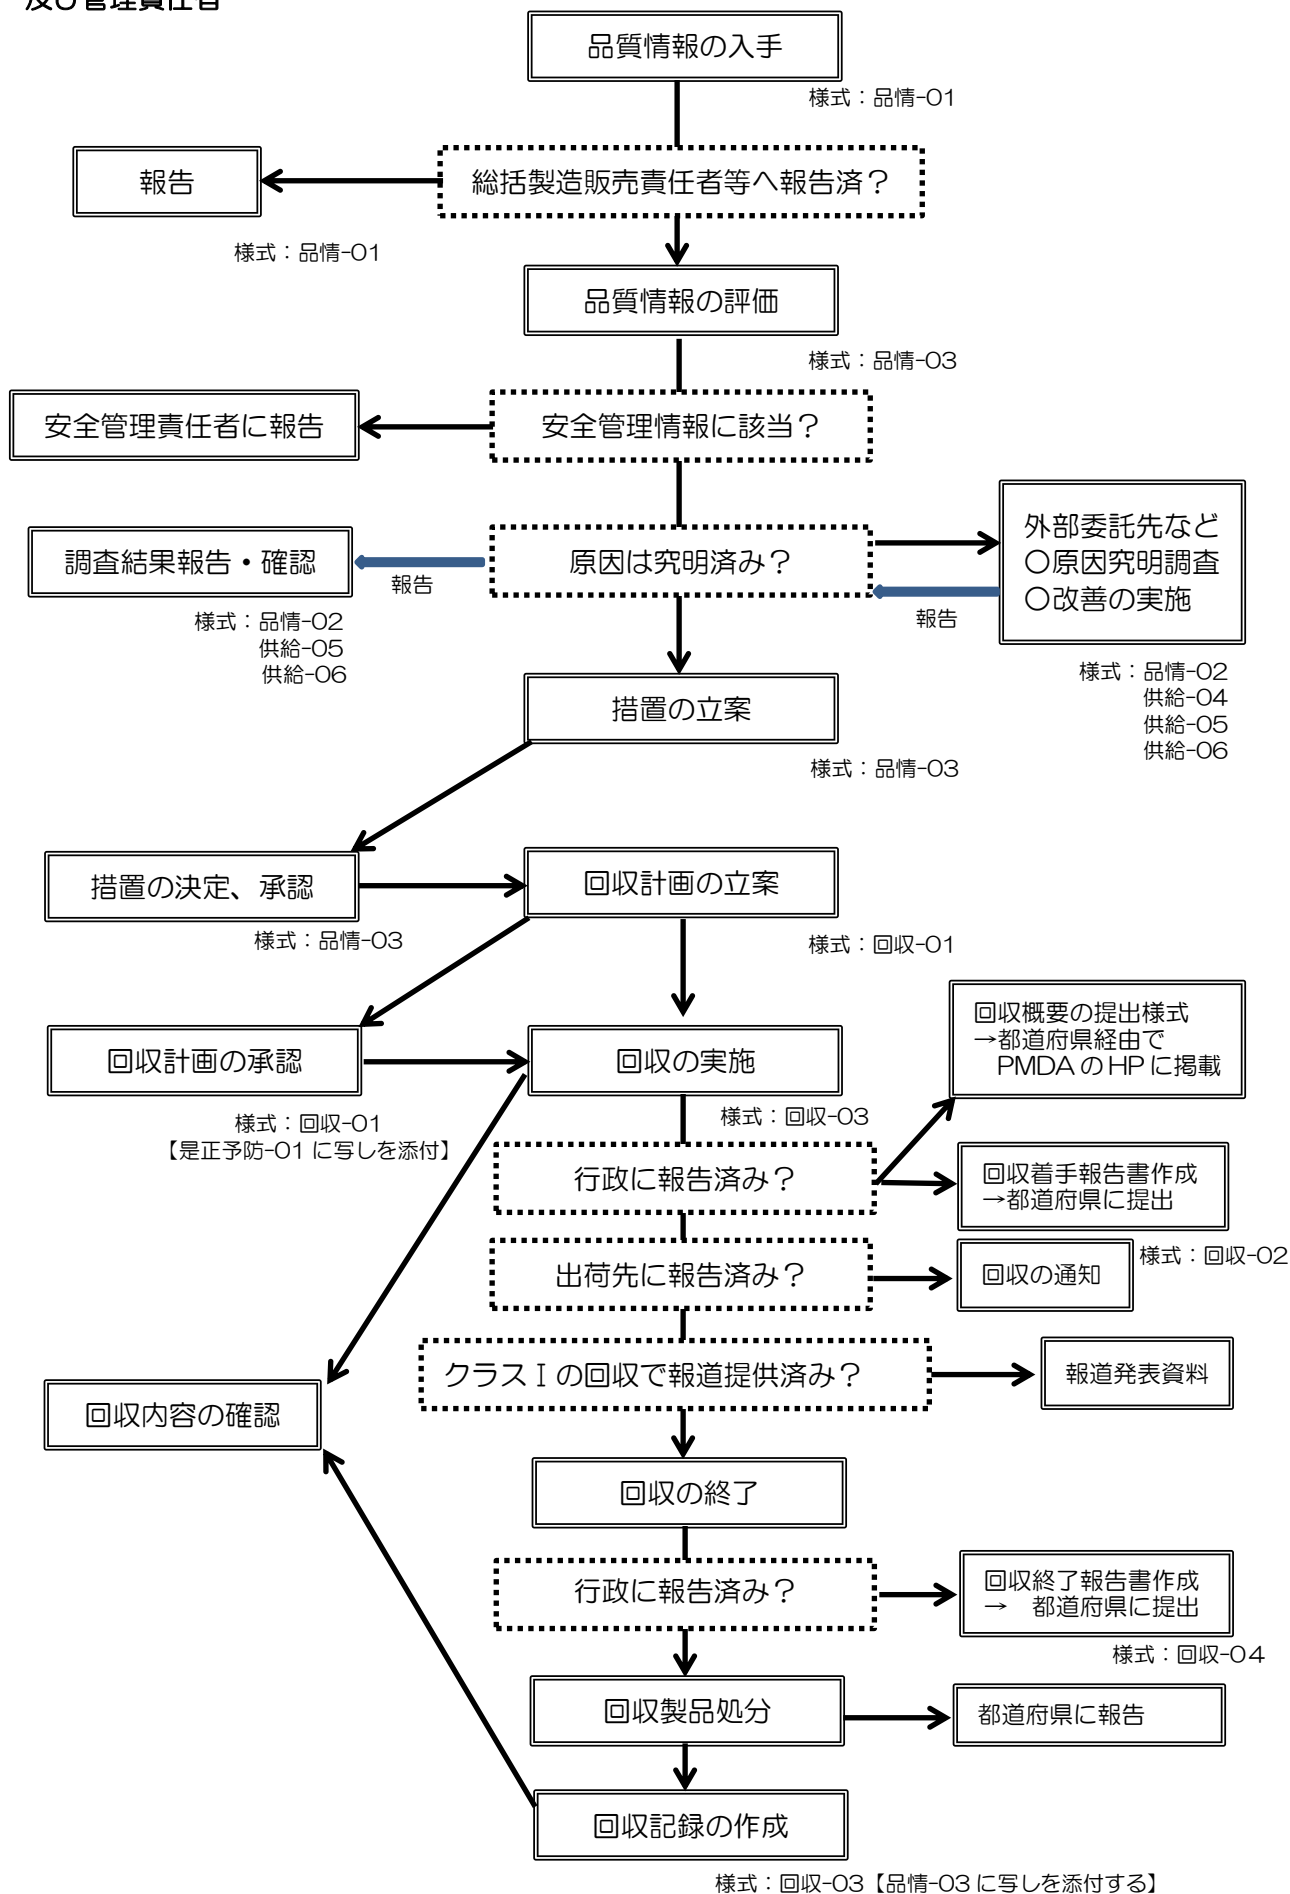 及び管理責任者
品質情報の入手
様式：品情-01
報告
総括製造販売責任者等へ報告済？
様式：品情-01
品質情報の評価
様式：品情-03
安全管理責任者に報告
安全管理情報に該当？
調査結果報告・確認
報告
原因は究明済み？
外部委託先など
〇原因究明調査
〇改善の実施
報告
様式：品情-02
供給-05
供給-06
様式：品情-02
供給-04
供給-05
供給-06
措置の立案
様式：品情-03
措置の決定、承認
様式：品情-03
回収計画の立案
様式：回収-01
回収計画の承認
様式：回収-01
【是正予防-01 に写しを添付】
回収の実施
様式：回収-03
回収概要の提出様式
→都道府県経由で
PMDA の HP に掲載
行政に報告済み？
回収着手報告書作成
→都道府県に提出
様式：回収-02
出荷先に報告済み？
回収の通知
クラスⅠの回収で報道提供済み？
報道発表資料
回収内容の確認
回収の終了
行政に報告済み？
回収終了報告書作成
→　都道府県に提出
様式：回収-04
回収製品処分
都道府県に報告
回収記録の作成
様式：回収-03【品情-03 に写しを添付する】